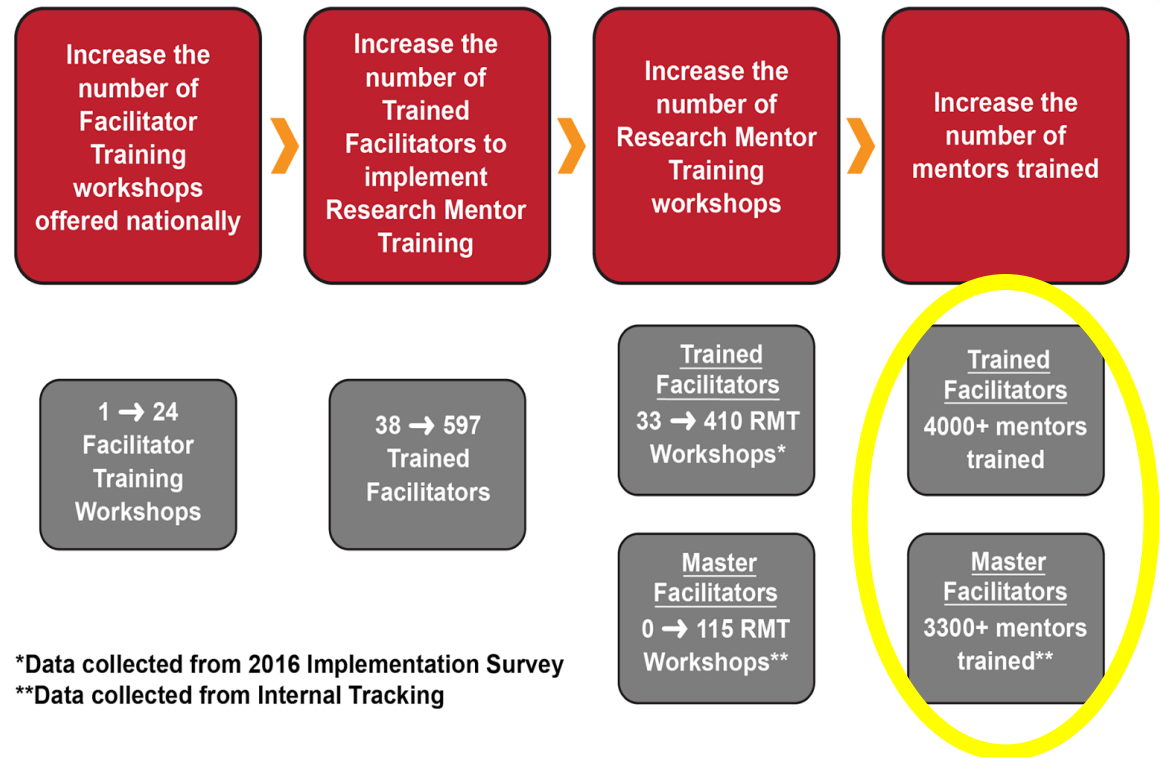 Increase the
number of
Facilitator
Training
workshops
offered nationally
Increase the
number of
Trained
Facilitators to
implement
Research Mentor
Training
Increase the
number of
Research Mentor
Training
workshops
Increase the
number of
mentors trained
1 → 24
Facilitator
Training
Workshops
38 → 597
Trained
Facilitators
Trained
Facilitators
33 → 410 RMT
Workshops*
Master
Facilitators
0 → 115 RMT
Workshops**
Trained
Facilitators
4000+ mentors
trained
Master
Facilitators
3300+ mentors
trained**
*Data collected from 2016 Implementation Survey
**Data collected from Internal Tracking